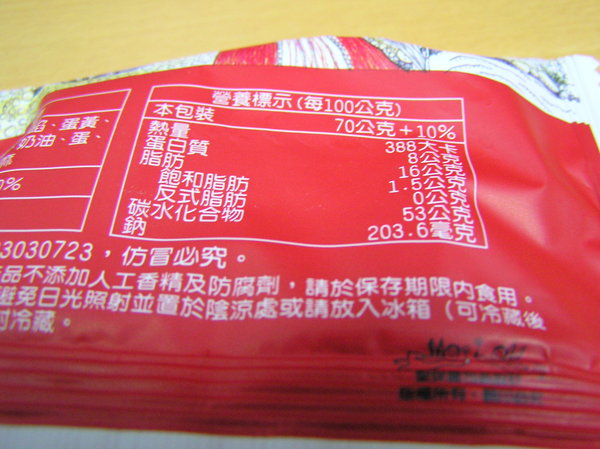 蛋黃、
奶油、蛋、
0%
營養標示(每100公克)
本包裝 70公克+10%
熱量 388大卡
蛋白質 8公克
脂肪 16公克
飽和脂肪 1.5公克
反式脂肪 0公克
碳水化合物 53公克
鈉 203.6毫克
3030723，仿冒必究。
品不添加人工香精及防腐劑，請於保存期限內食用。
避免日光照射並置於陰涼處或請放入冰箱（可冷藏後
冷藏。